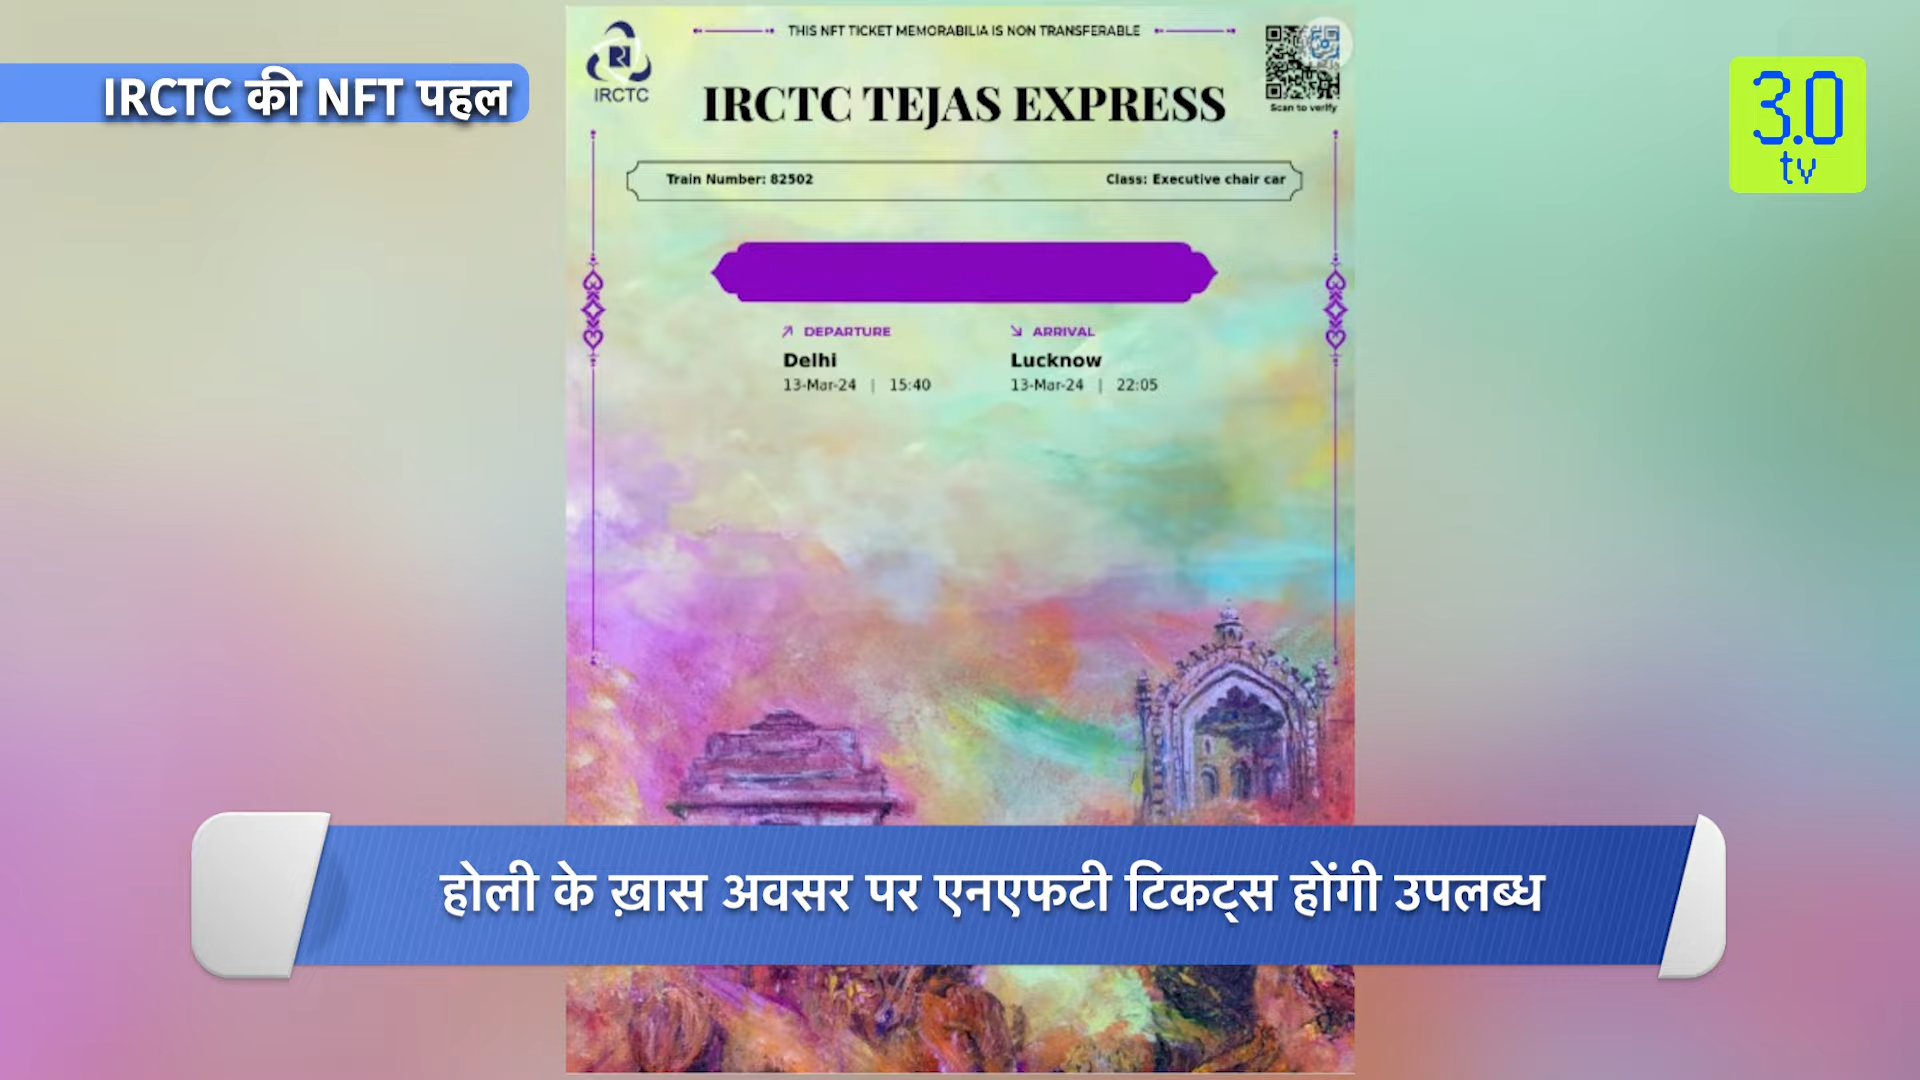 THIS NFT TICKET MEMORABILIA IS NON TRANSFERABLE
IRCTC की NFT पहल
IRCTC
IRCTC TEJAS EXPRESS
Scan to verify
3.0
tv
Train Number: 82502
Class: Executive chair car
DEPARTURE
Delhi
13-Mar-24 | 15:40
ARRIVAL
Lucknow
13-Mar-24 | 22:05
होली के ख़ास अवसर पर एनएफटी टिकट्स होंगी उपलब्ध